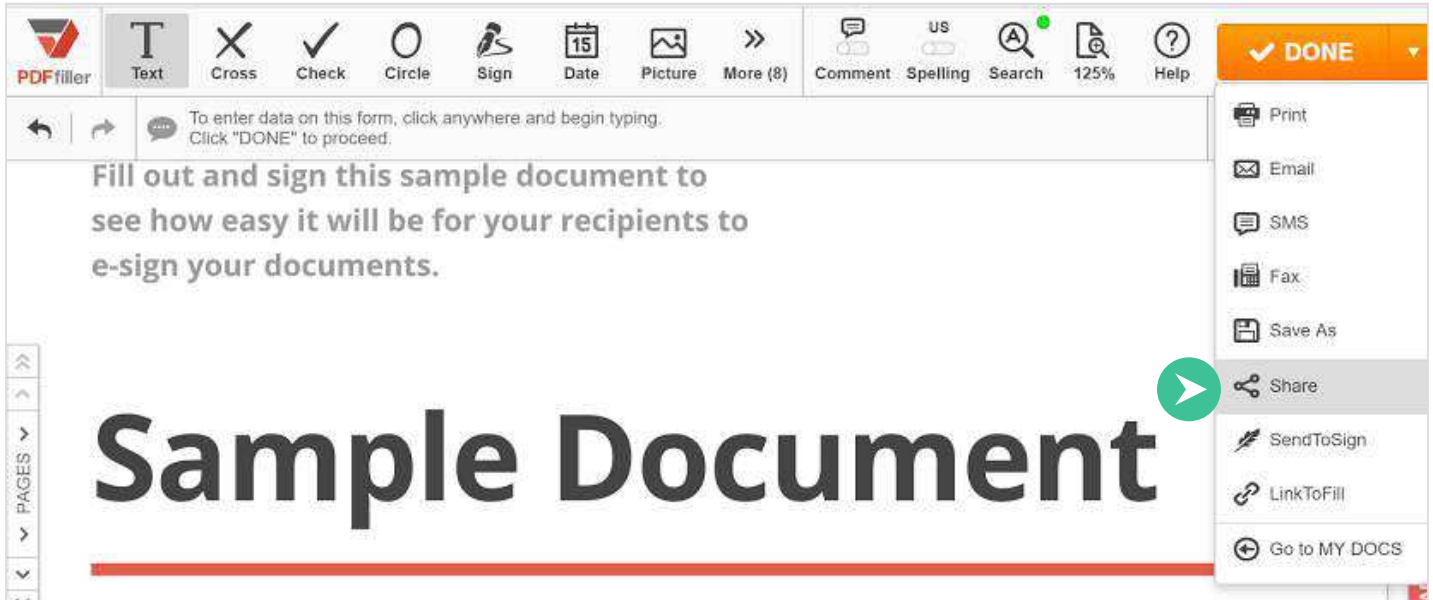 PDFfiller
Text
Cross
Check
Circle
Sign
15
Date
Picture
More (8)
Comment
US
Spelling
A
Search
125%
?
Help
DONE
To enter data on this form, click anywhere and begin typing.
Click "DONE" to proceed.
Print
Email
SMS
Fax
Save As
Share
SendToSign
LinkToFill
Go to MY DOCS
Fill out and sign this sample document to
see how easy it will be for your recipients to
e-sign your documents.
PAGES
Sample Document